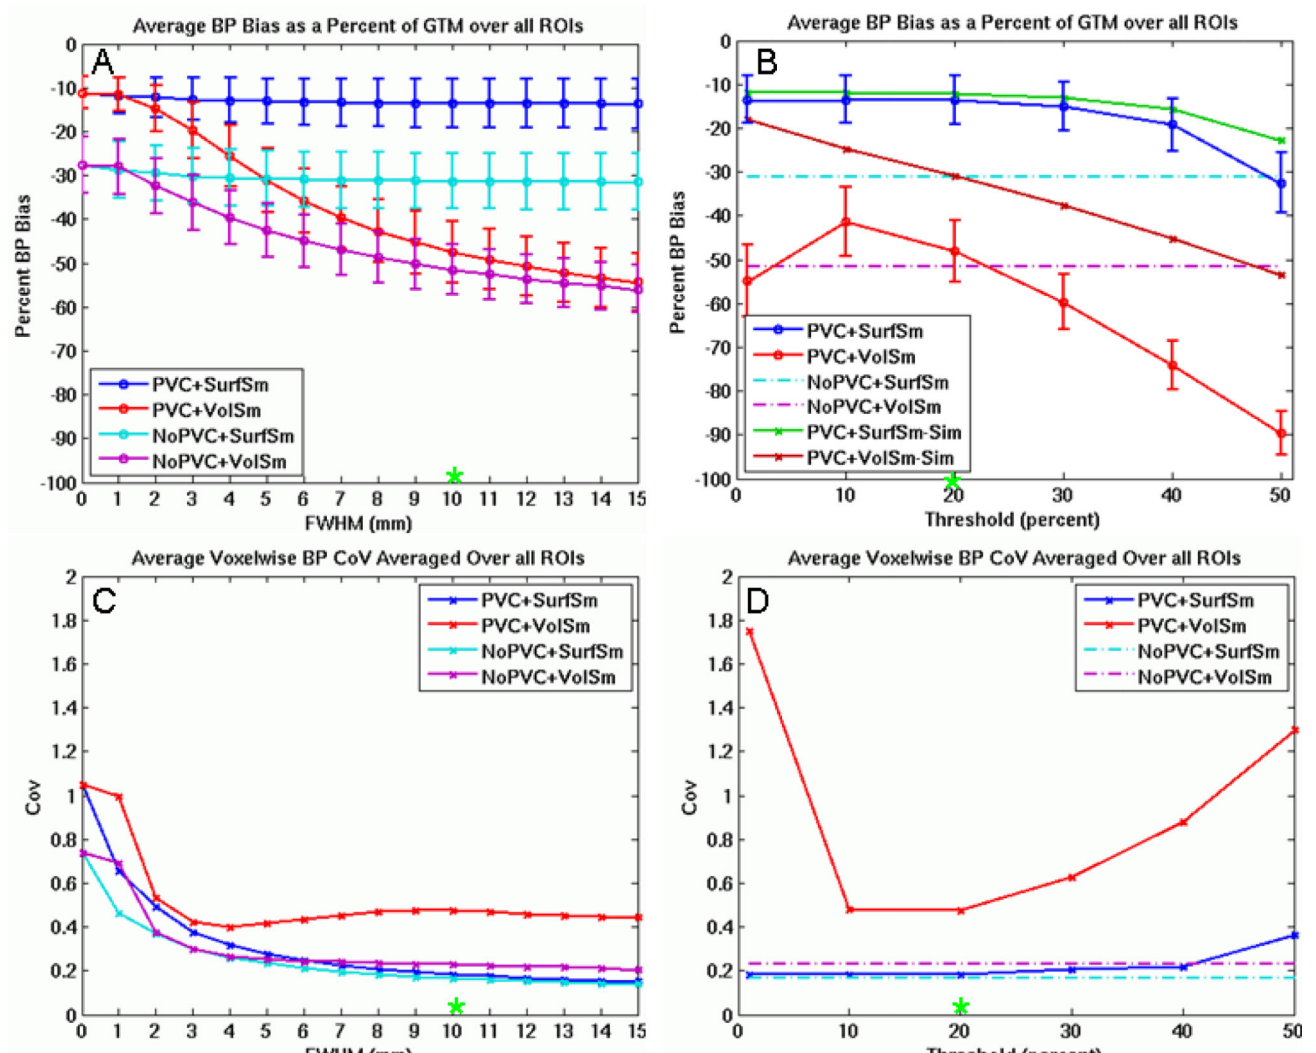 Average BP Bias as a Percent of GTM over all ROIs
A
0
-10
-20
-30
-40
-50
-60
-70
-80
-90
-100
Percent BP Bias
PVC+SurfSm
PVC+VolSm
NoPVC+SurfSm
NoPVC+VolSm
0 1 2 3 4 5 6 7 8 9 10 11 12 13 14 15
FWHM (mm)
Average BP Bias as a Percent of GTM over all ROIs
B
0
-10
-20
-30
-40
-50
-60
-70
-80
-90
-100
Percent BP Bias
PVC+SurfSm
PVC+VolSm
NoPVC+SurfSm
NoPVC+VolSm
PVC+SurfSm-Sim
PVC+VolSm-Sim
0 10 20 30 40 50
Threshold (percent)
Average Voxelwise BP CoV Averaged Over all ROIs
C
2
1.8
1.6
1.4
1.2
1
0.8
0.6
0.4
0.2
0
Cov
PVC+SurfSm
PVC+VolSm
NoPVC+SurfSm
NoPVC+VolSm
0 1 2 3 4 5 6 7 8 9 10 11 12 13 14 15
FWHM (mm)
Average Voxelwise BP CoV Averaged Over all ROIs
D
2
1.8
1.6
1.4
1.2
1
0.8
0.6
0.4
0.2
0
Cov
PVC+SurfSm
PVC+VolSm
NoPVC+SurfSm
NoPVC+VolSm
0 10 20 30 40 50
Threshold (percent)